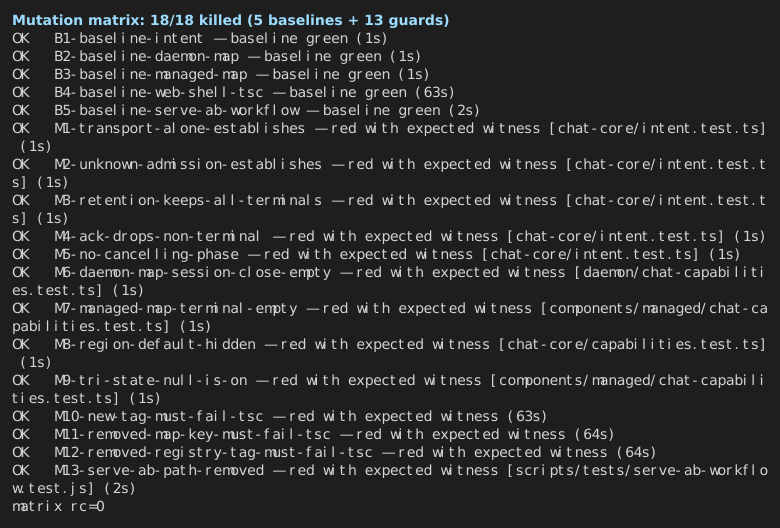 Mutation matrix: 18/18 killed (5 baselines + 13 guards)
OK   B1-baseline-intent — baseline green (1s)
OK   B2-baseline-daemon-map — baseline green (1s)
OK   B3-baseline-managed-map — baseline green (1s)
OK   B4-baseline-web-shell-tsc — baseline green (63s)
OK   B5-baseline-serve-ab-workflow — baseline green (2s)
OK   M1-transport-alone-establishes — red with expected witness [chat-core/intent.test.ts]
 (1s)
OK   M2-unknown-admission-establishes — red with expected witness [chat-core/intent.test.t
s] (1s)
OK   M3-retention-keeps-all-terminals — red with expected witness [chat-core/intent.test.t
s] (1s)
OK   M4-ack-drops-non-terminal — red with expected witness [chat-core/intent.test.ts] (1s)
OK   M5-no-cancelling-phase — red with expected witness [chat-core/intent.test.ts] (1s)
OK   M6-daemon-map-session-close-empty — red with expected witness [daemon/chat-capabiliti
es.test.ts] (1s)
OK   M7-managed-map-terminal-empty — red with expected witness [components/managed/chat-ca
pabilities.test.ts] (1s)
OK   M8-region-default-hidden — red with expected witness [chat-core/capabilities.test.ts]
 (1s)
OK   M9-tri-state-null-is-on — red with expected witness [components/managed/chat-capabili
ties.test.ts] (1s)
OK   M10-new-tag-must-fail-tsc — red with expected witness (63s)
OK   M11-removed-map-key-must-fail-tsc — red with expected witness (64s)
OK   M12-removed-registry-tag-must-fail-tsc — red with expected witness (64s)
OK   M13-serve-ab-path-removed — red with expected witness [scripts/tests/serve-ab-workflo
w.test.js] (2s)
matrix rc=0